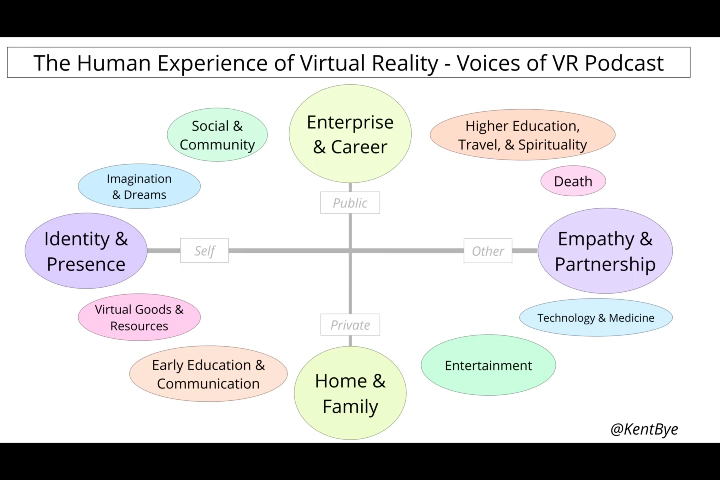 The Human Experience of Virtual Reality - Voices of VR Podcast
Social &
Community
Enterprise
& Career
Higher Education,
Travel, & Spirituality
Imagination
& Dreams
Death
Public
Identity &
Presence
Self
Other
Empathy &
Partnership
Virtual Goods &
Resources
Private
Technology & Medicine
Early Education &
Communication
Home &
Family
Entertainment
@KentBye